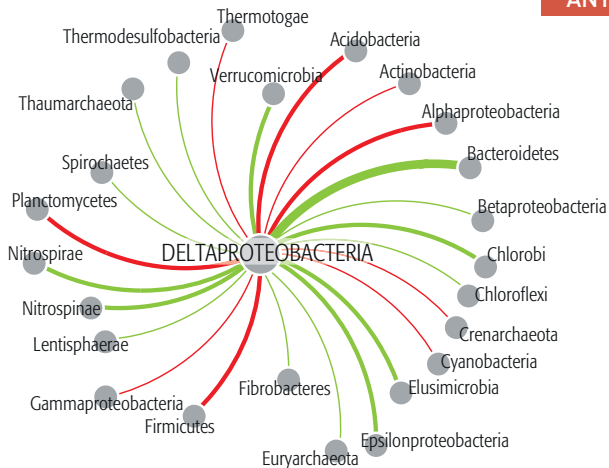 ANT
Thermotogae
Thermodesulfobacteria
Acidobacteria
Verrucomicrobia
Actinobacteria
Thaumarchaeota
Alphaproteobacteria
Spirochaetes
Bacteroidetes
Planctomycetes
Betaproteobacteria
Nitrospirae
DELTAPROTEOBACTERIA
Chlorobi
Chloroflexi
Nitrospinae
Crenarchaeota
Lentisphaerae
Cyanobacteria
Fibrobacteres
Elusimicrobia
Gammaproteobacteria
Firmicutes
Epsilonproteobacteria
Euryarchaeota